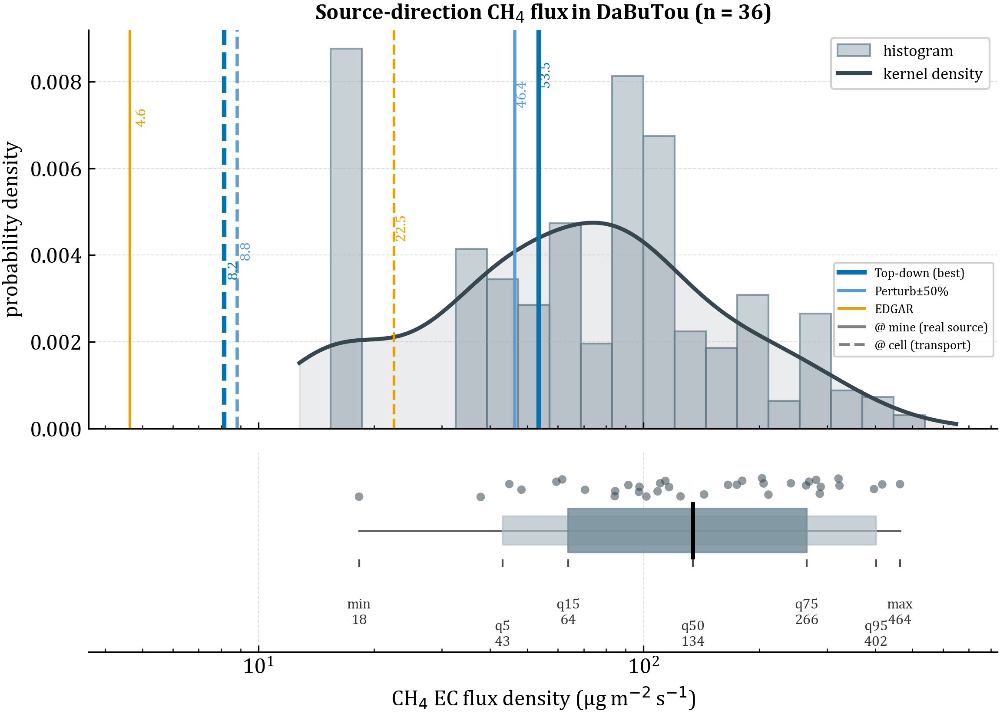 Source-direction CH₄ flux in DaBuTou (n = 36)
probability density
0.008
0.006
0.004
0.002
0.000
4.6
8.2
8.8
22.5
46.4
53.5
histogram
kernel density
Top-down (best)
Perturb±50%
EDGAR
@ mine (real source)
@ cell (transport)
min
18
q5
43
q15
64
q50
134
q75
266
q95
402
max
464
10¹
10²
CH₄ EC flux density (μg m⁻² s⁻¹)